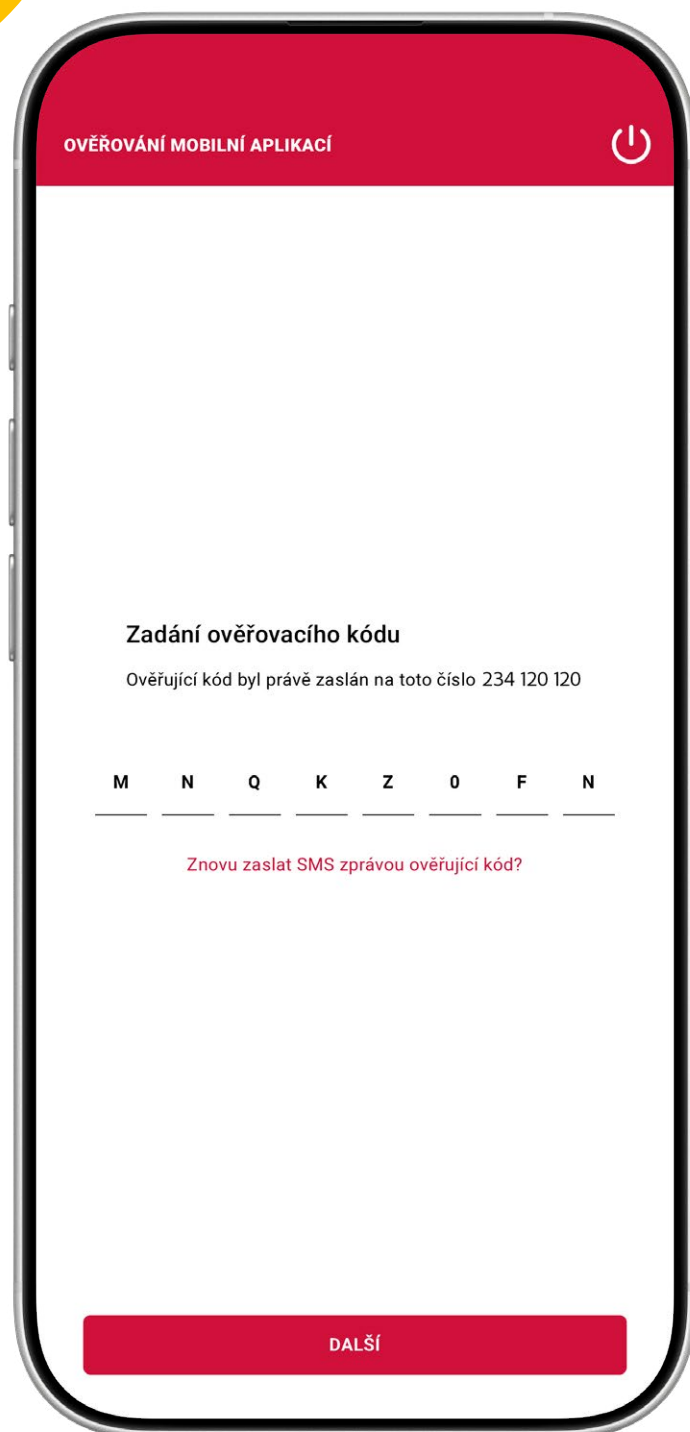 OVĚŘOVÁNÍ MOBILNÍ APLIKACÍ
Zadání ověřovacího kódu
Ověřující kód byl právě zaslán na toto číslo 234 120 120
M N Q K Z 0 F N
Znovu zaslat SMS zprávou ověřující kód?
DALŠÍ